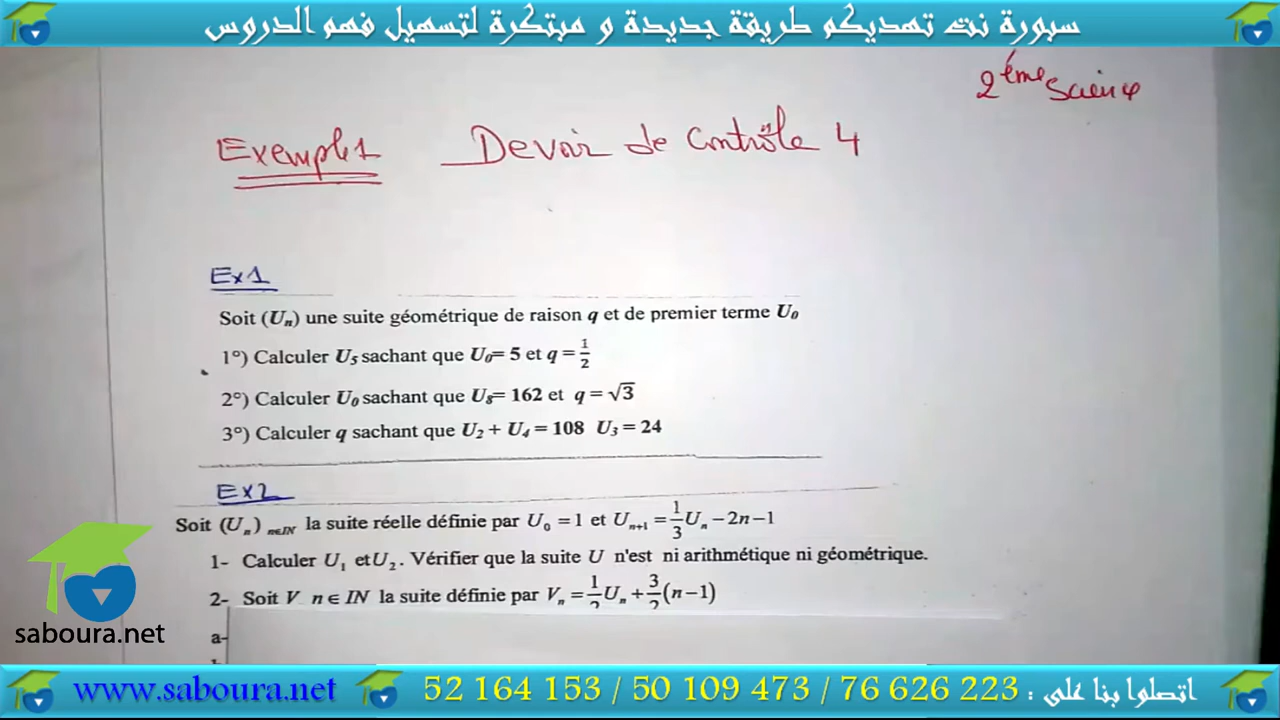 سبورة نت تهديكم طريقة جديدة و مبتكرة لتسهيل فهم الدروس
2ème Science
Exemple 1 Devoir de Contrôle n° 4
Ex1
Soit (Uₙ) une suite géométrique de raison q et de premier terme U₀
1°) Calculer U₅ sachant que U₀= 5 et q = 1/2
2°) Calculer U₀ sachant que U₈= 162 et q = √3
3°) Calculer q sachant que U₂ + U₄ = 108 U₃ = 24
Ex2
Soit (Uₙ) n∈IN la suite réelle définie par U₀ = 1 et Uₙ₊₁ = 1/3 Uₙ − 2n − 1
1- Calculer U₁ et U₂. Vérifier que la suite U n'est ni arithmétique ni géométrique.
2- Soit V n ∈ IN la suite définie par Vₙ = 1/2 Uₙ + 3/2 (n − 1)
a-
saboura.net
www.saboura.net 52 164 153 / 50 109 473 / 76 626 223 : اتصلوا بنا على